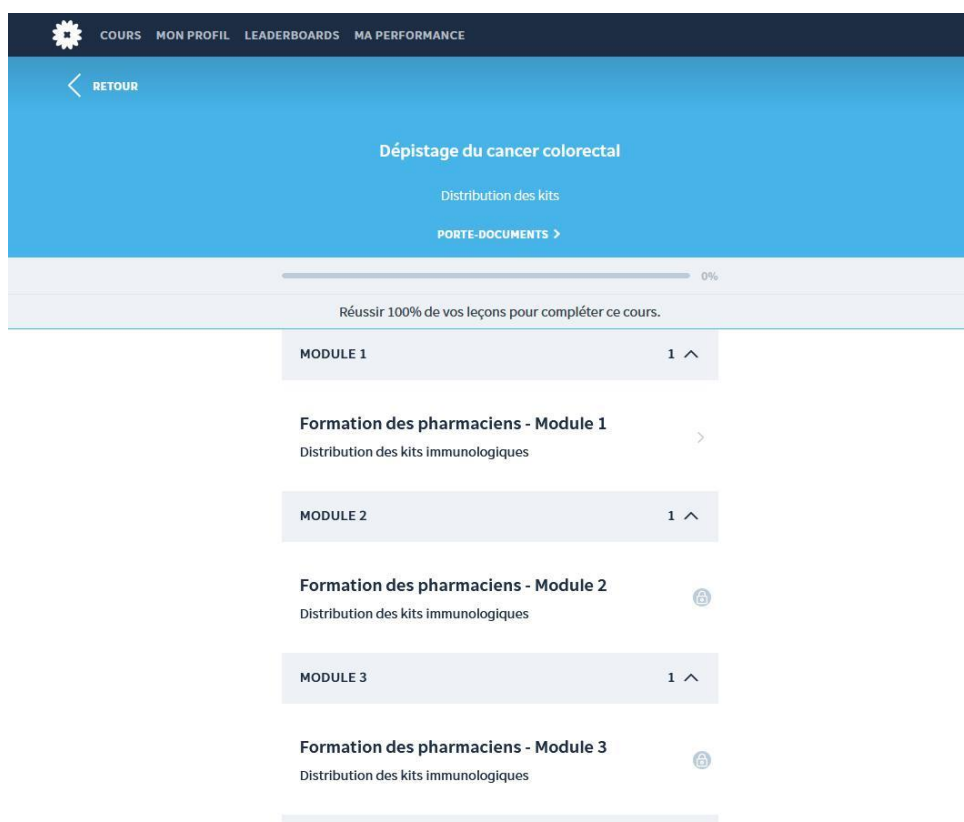 COURS MON PROFIL LEADERBOARDS MA PERFORMANCE
RETOUR
Dépistage du cancer colorectal
Distribution des kits
PORTE-DOCUMENTS >
0%
Réussir 100% de vos leçons pour compléter ce cours.
MODULE 1 1
Formation des pharmaciens - Module 1
Distribution des kits immunologiques
MODULE 2 1
Formation des pharmaciens - Module 2
Distribution des kits immunologiques
MODULE 3 1
Formation des pharmaciens - Module 3
Distribution des kits immunologiques